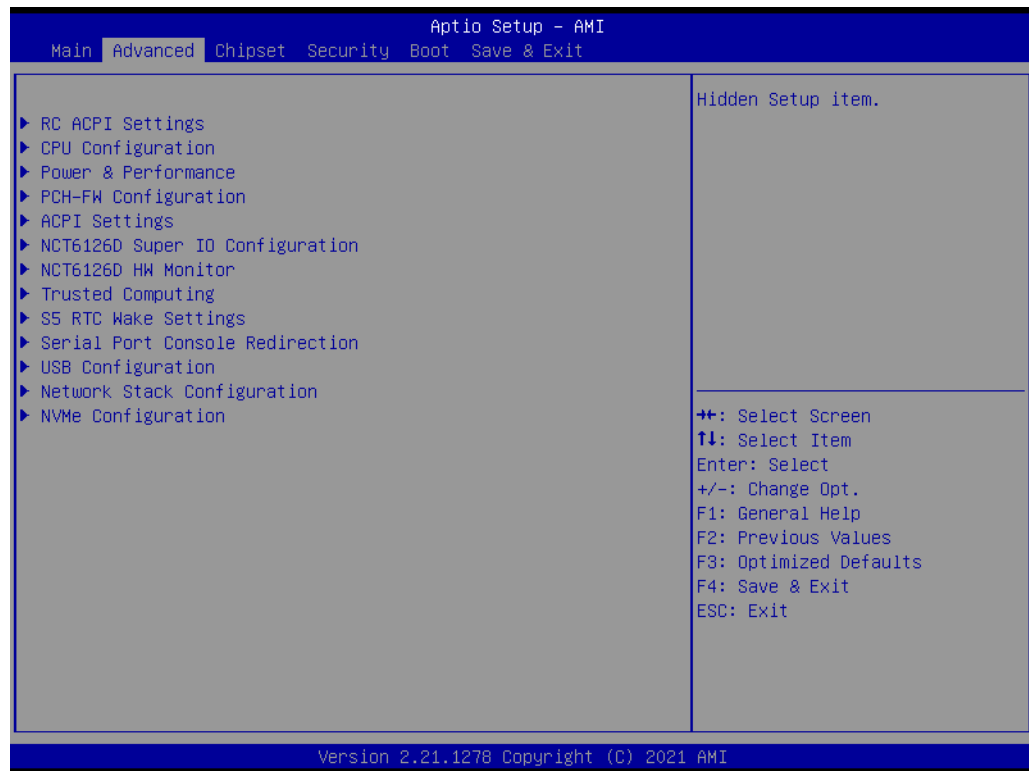 Aptio Setup – AMI
Main Advanced Chipset Security Boot Save & Exit
Hidden Setup item.
▶ RC ACPI Settings
▶ CPU Configuration
▶ Power & Performance
▶ PCH-FW Configuration
▶ ACPI Settings
▶ NCT6126D Super IO Configuration
▶ NCT6126D HW Monitor
▶ Trusted Computing
▶ S5 RTC Wake Settings
▶ Serial Port Console Redirection
▶ USB Configuration
▶ Network Stack Configuration
▶ NVMe Configuration
→←: Select Screen
↑↓: Select Item
Enter: Select
+/-: Change Opt.
F1: General Help
F2: Previous Values
F3: Optimized Defaults
F4: Save & Exit
ESC: Exit
Version 2.21.1278 Copyright (C) 2021 AMI